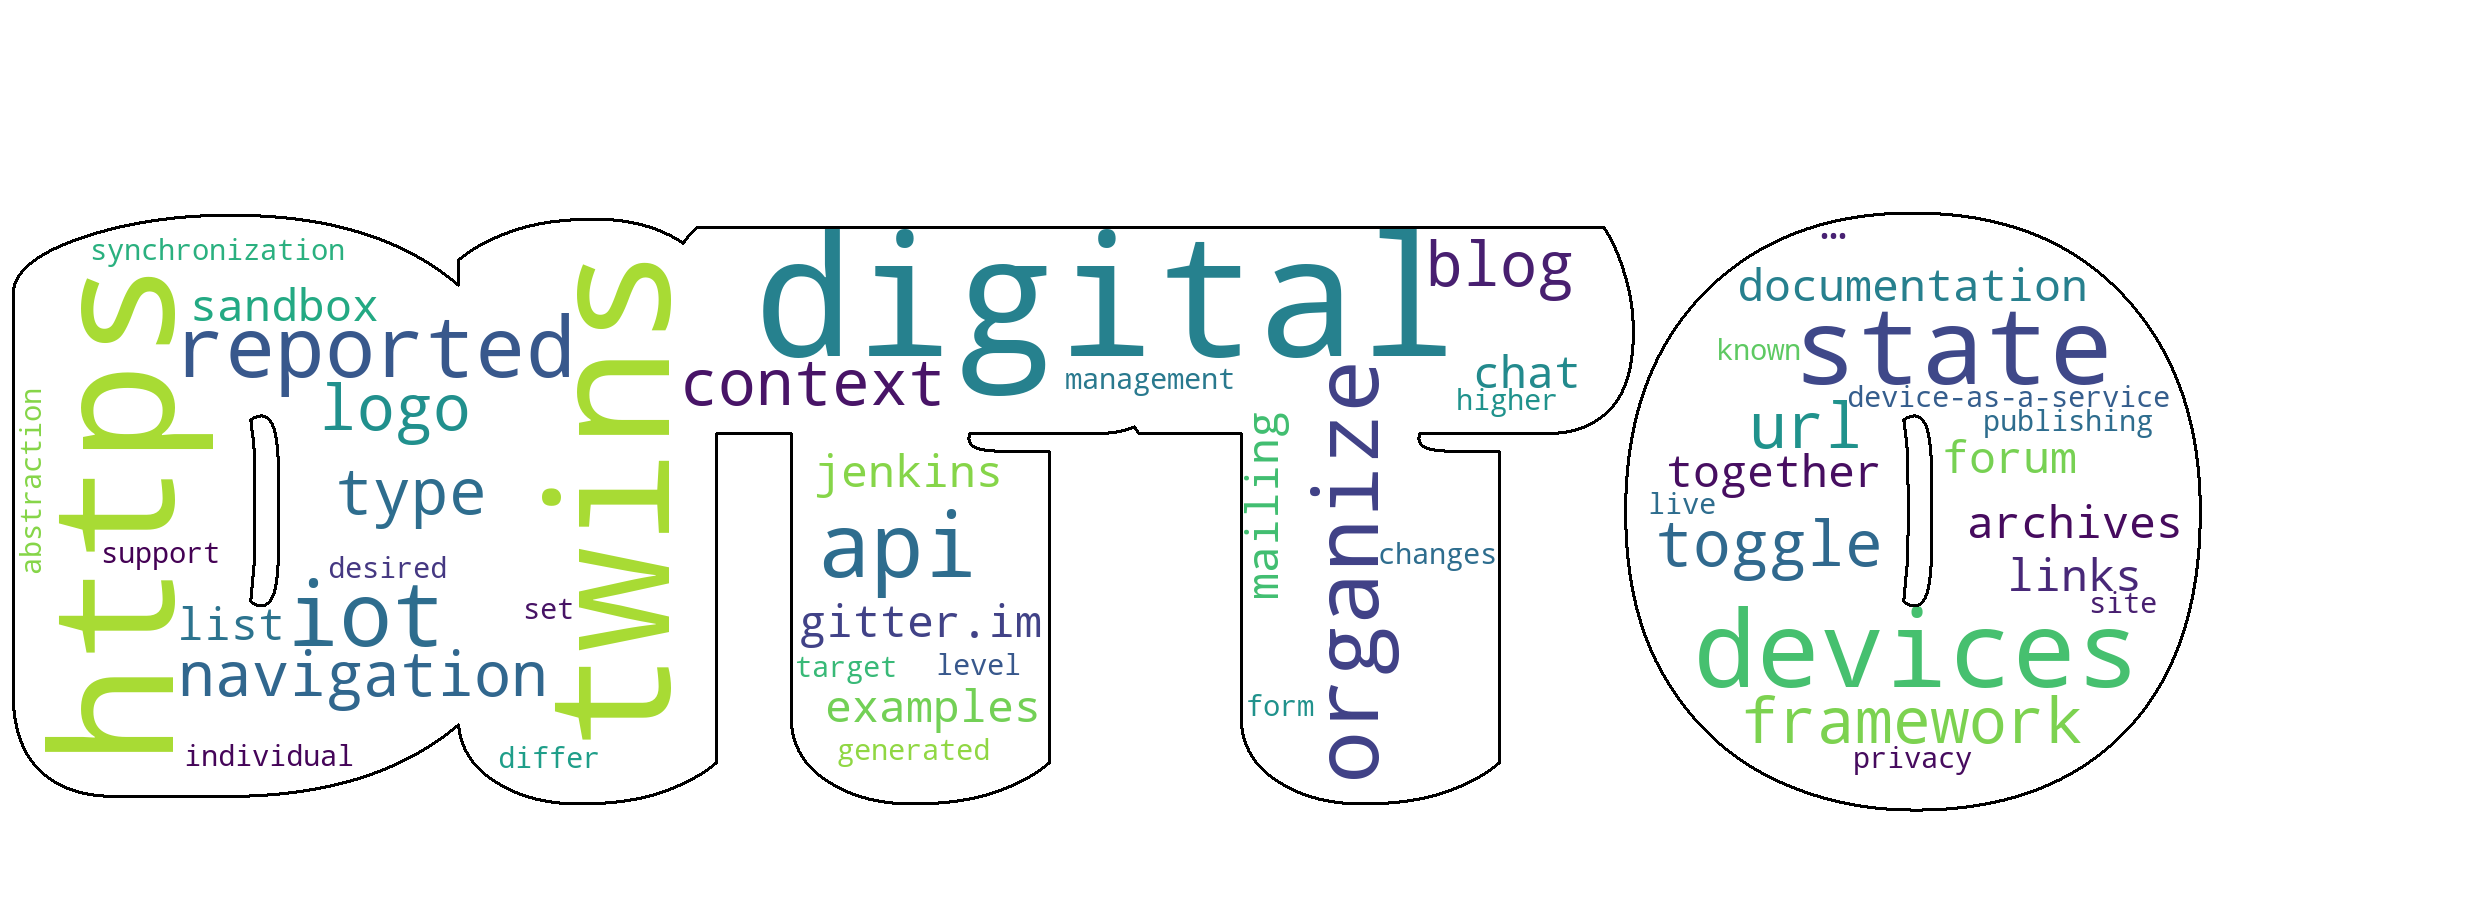 synchronization
https
sandbox
reported
logo
abstraction
type
support
desired
iot
list
navigation
individual
twins
set
differ
digital
blog
context
management
chat
higher
jenkins
api
gitter.im
target
level
examples
generated
mailing
organize
changes
form
...
documentation
state
known
device-as-a-service
url
publishing
forum
together
live
archives
toggle
links
site
devices
framework
privacy